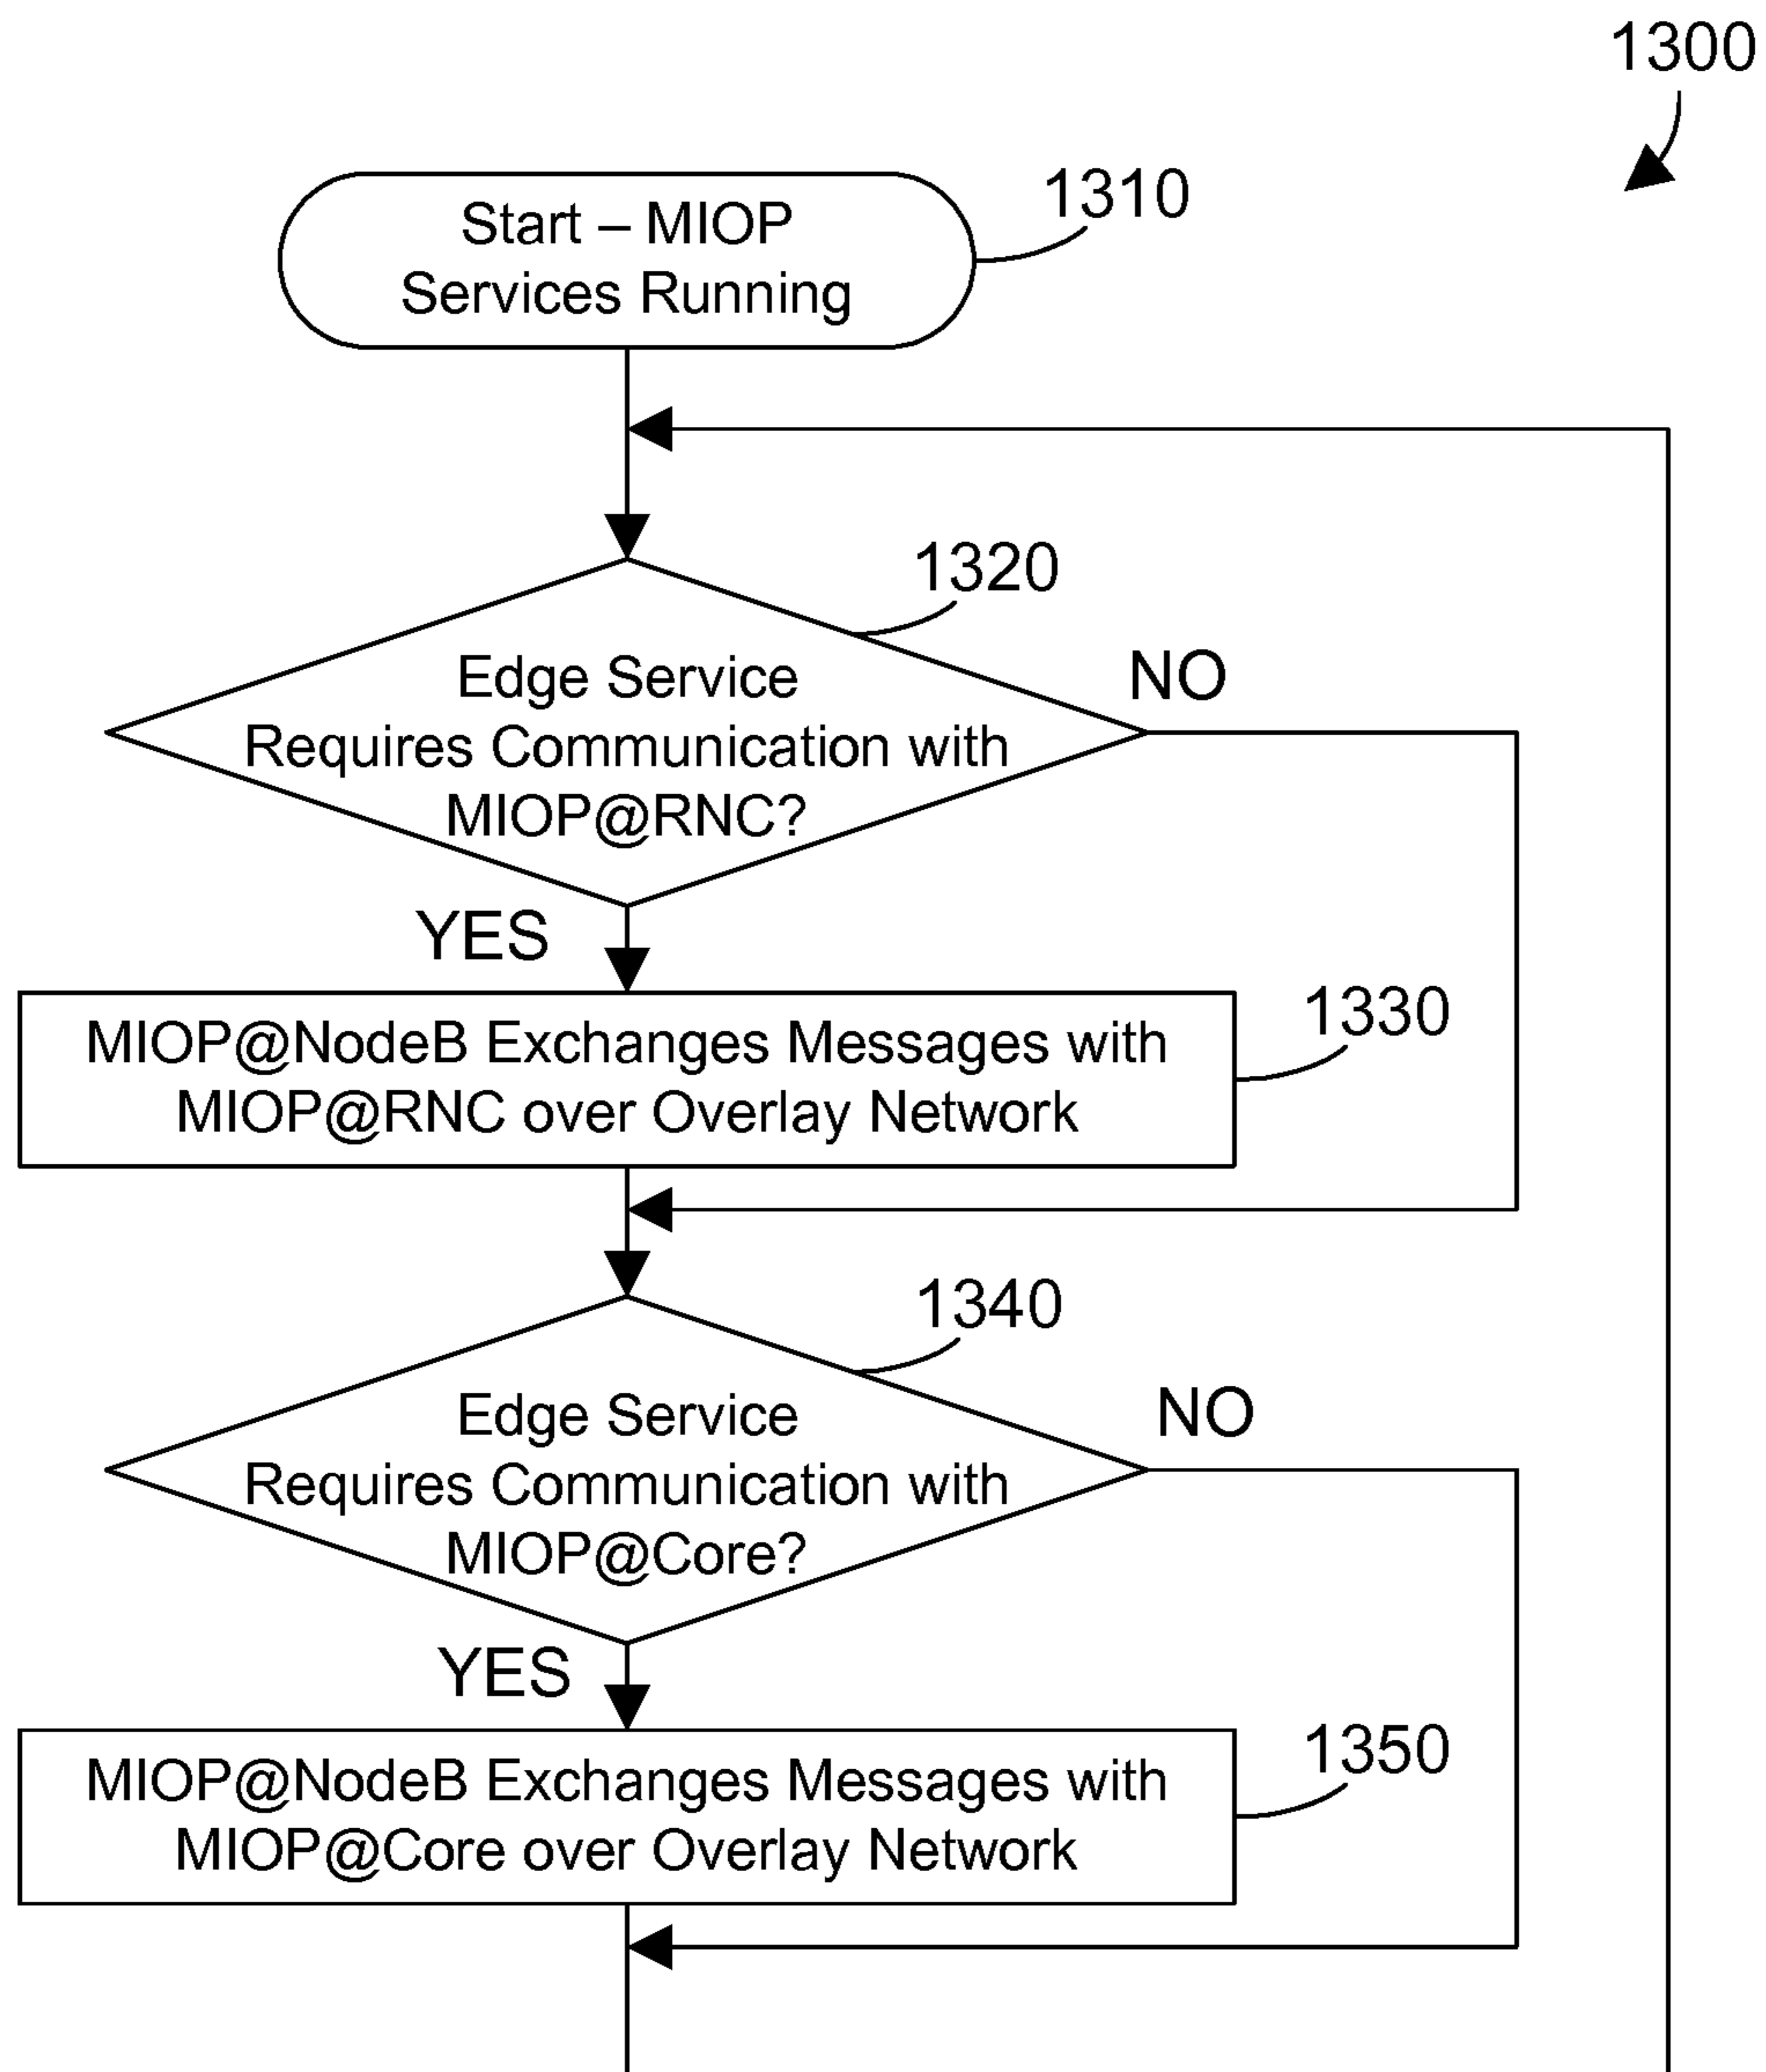 1300
1310
Start – MIOP
Services Running
1320
Edge Service
Requires Communication with
MIOP@RNC?
NO
YES
1330
MIOP@NodeB Exchanges Messages with
MIOP@RNC over Overlay Network
1340
Edge Service
Requires Communication with
MIOP@Core?
NO
YES
1350
MIOP@NodeB Exchanges Messages with
MIOP@Core over Overlay Network